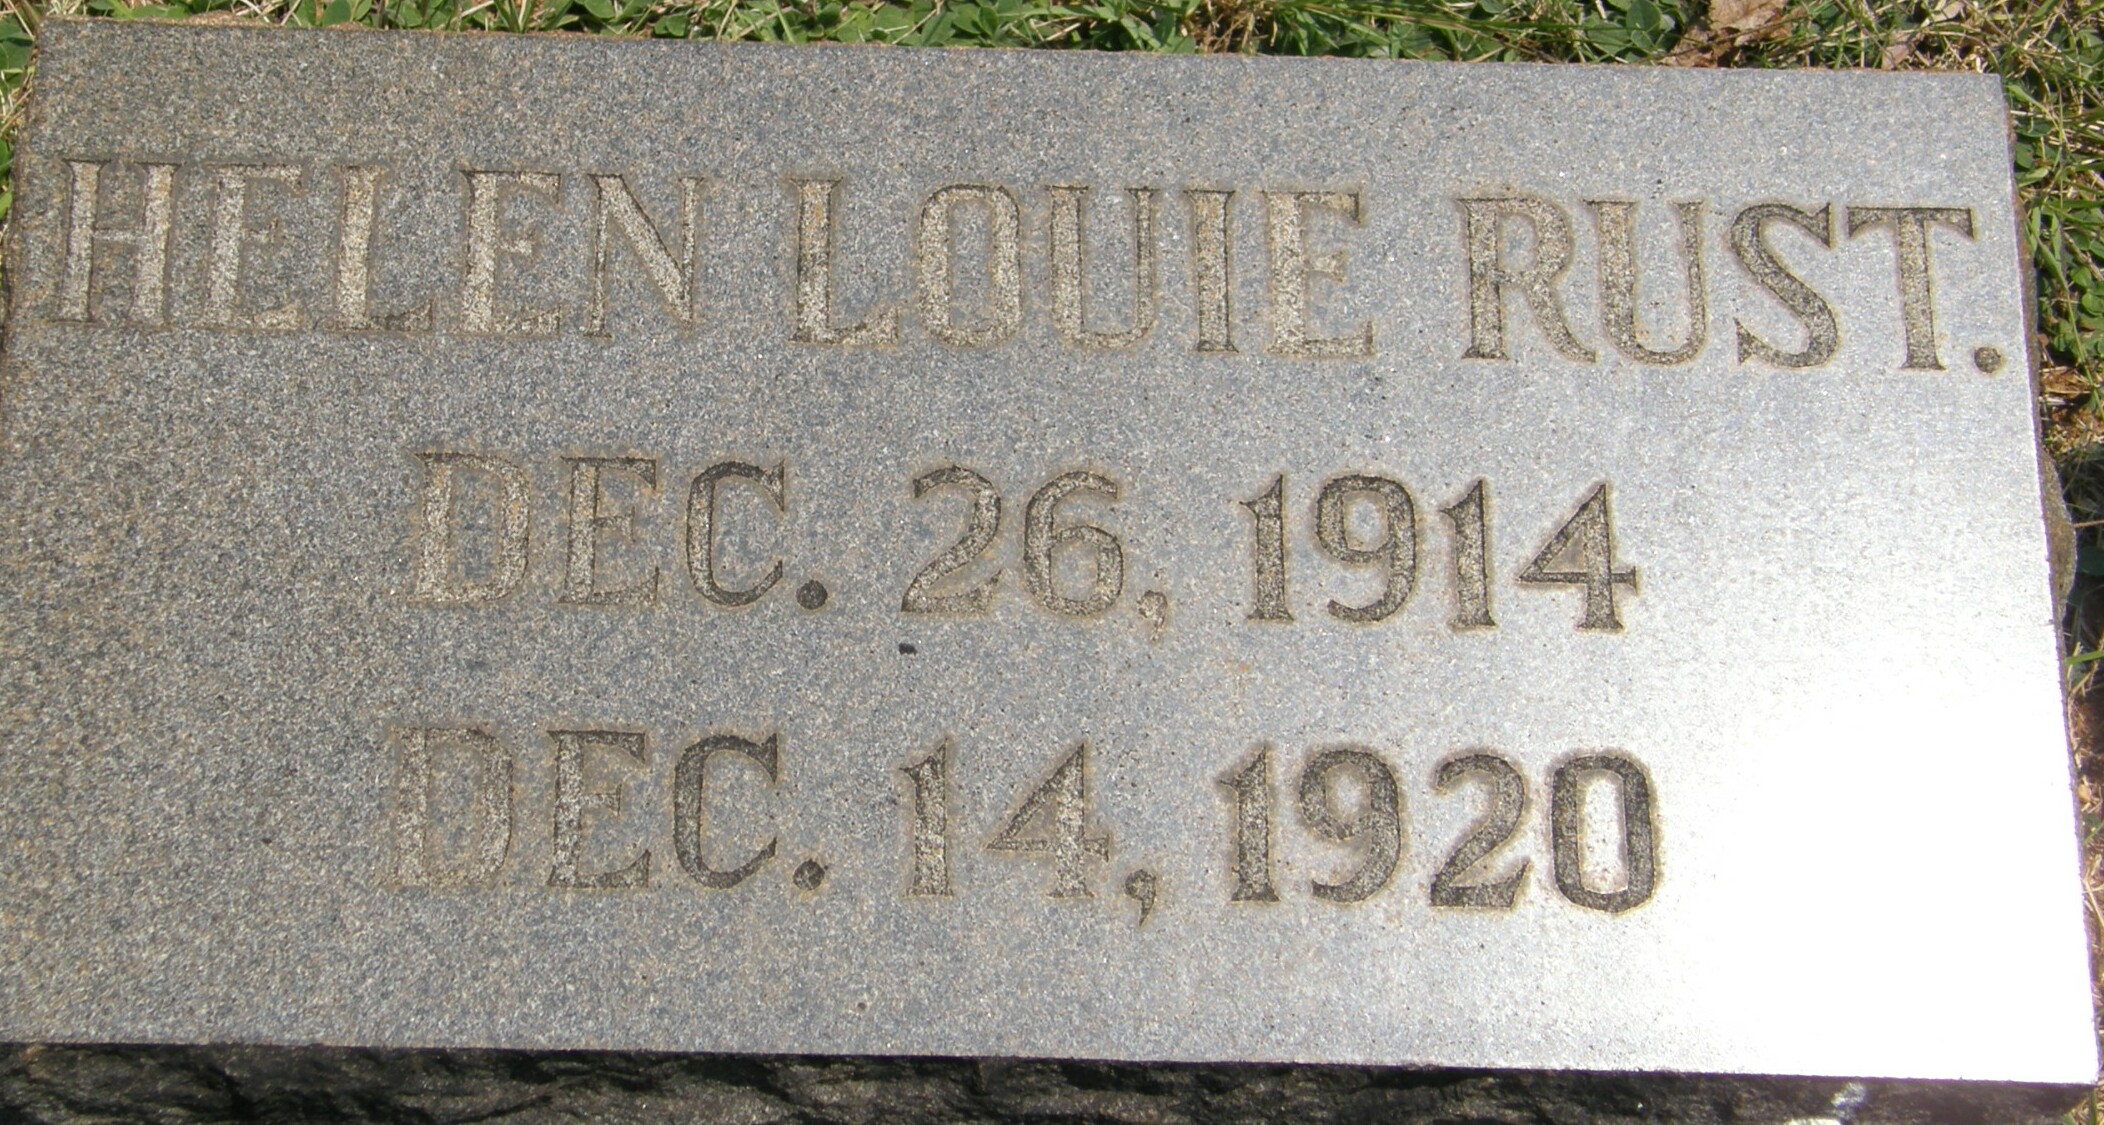 HELEN LOUIE RUST.
DEC. 26, 1914
DEC. 14, 1920